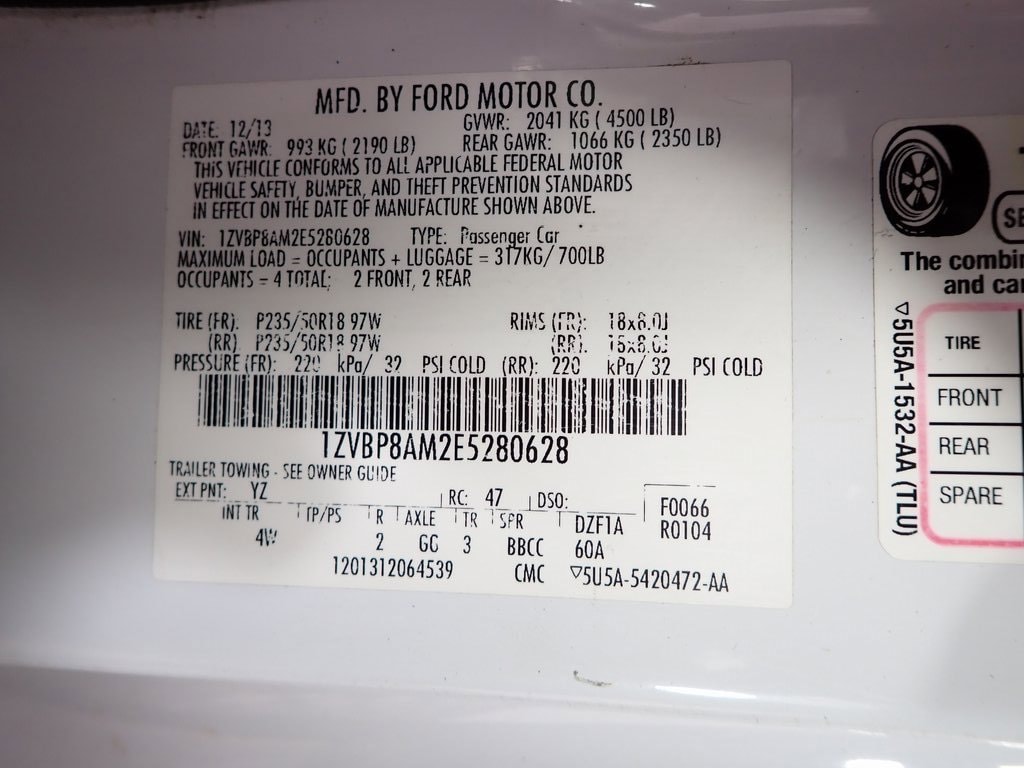 MFD. BY FORD MOTOR CO.
DATE: 12/13 GVWR: 2041 KG ( 4500 LB)
FRONT GAWR: 993 KG ( 2190 LB) REAR GAWR: 1066 KG ( 2350 LB)
THIS VEHICLE CONFORMS TO ALL APPLICABLE FEDERAL MOTOR
VEHICLE SAFETY, BUMPER, AND THEFT PREVENTION STANDARDS
IN EFFECT ON THE DATE OF MANUFACTURE SHOWN ABOVE.
VIN: 1ZVBP8AM2E5280628 TYPE: Passenger Car
MAXIMUM LOAD = OCCUPANTS + LUGGAGE = 317KG/ 700LB
OCCUPANTS = 4 TOTAL; 2 FRONT, 2 REAR
TIRE (FR): P235/50R18 97W RIMS (FR): 18x8.0J
(RR): P235/50R18 97W (RR): 18x8.0J
PRESSURE (FR): 220 kPa/ 32 PSI COLD (RR): 220 kPa/ 32 PSI COLD
1ZVBP8AM2E5280628
TRAILER TOWING - SEE OWNER GUIDE
EXT PNT: YZ RC: 47 DSO: F0066
INT TR TP/PS R AXLE TR SPR DZF1A R0104
4W 2 GG 3 BBCC 60A
1201312064539 CMC ▽5U5A-5420472-AA
SE
The combin
and ca
TIRE
FRONT
REAR
SPARE
▽5U5A-1532-AA (TLU)